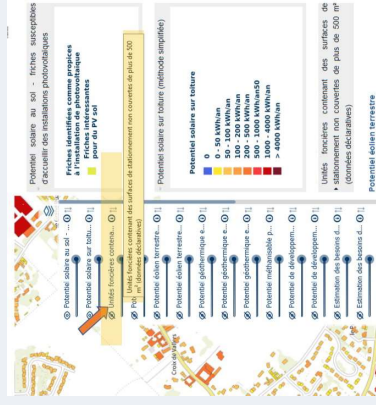 Potentiel solaire au sol - ...
Potentiel solaire sur toitu...
Unités foncières contena...
Pot
Unités foncières contenant des surfaces de stationnement non couvertes de plus de 500
m² (données déclaratives)
Potentiel éolien terrestre...
Potentiel éolien terrestre...
Potentiel géothermique e...
Potentiel géothermique e...
Potentiel géothermique e...
Potentiel méthanisable p...
Potentiel de développem...
Potentiel de développem...
Estimation des besoins d...
Estimation des besoins d...
Potentiel solaire au sol - friches susceptibles
d'accueillir des installations photovoltaïques
Friches identifiées comme propices
à l'installation de photovoltaïque
Friches intéressantes
pour du PV sol
Potentiel solaire sur toiture (méthode simplifiée)
Potentiel solaire sur toiture
0
0 - 50 kWh/an
50 - 100 kWh/an
100 - 200 kWh/an
200 - 500 kWh/an
500 - 1000 kWh/an50
1000 - 4000 kWh/an
> 4000 kWh/an
Unités foncières contenant des surfaces de
stationnement non couvertes de plus de 500 m²
(données déclaratives)
Potentiel éolien terrestre